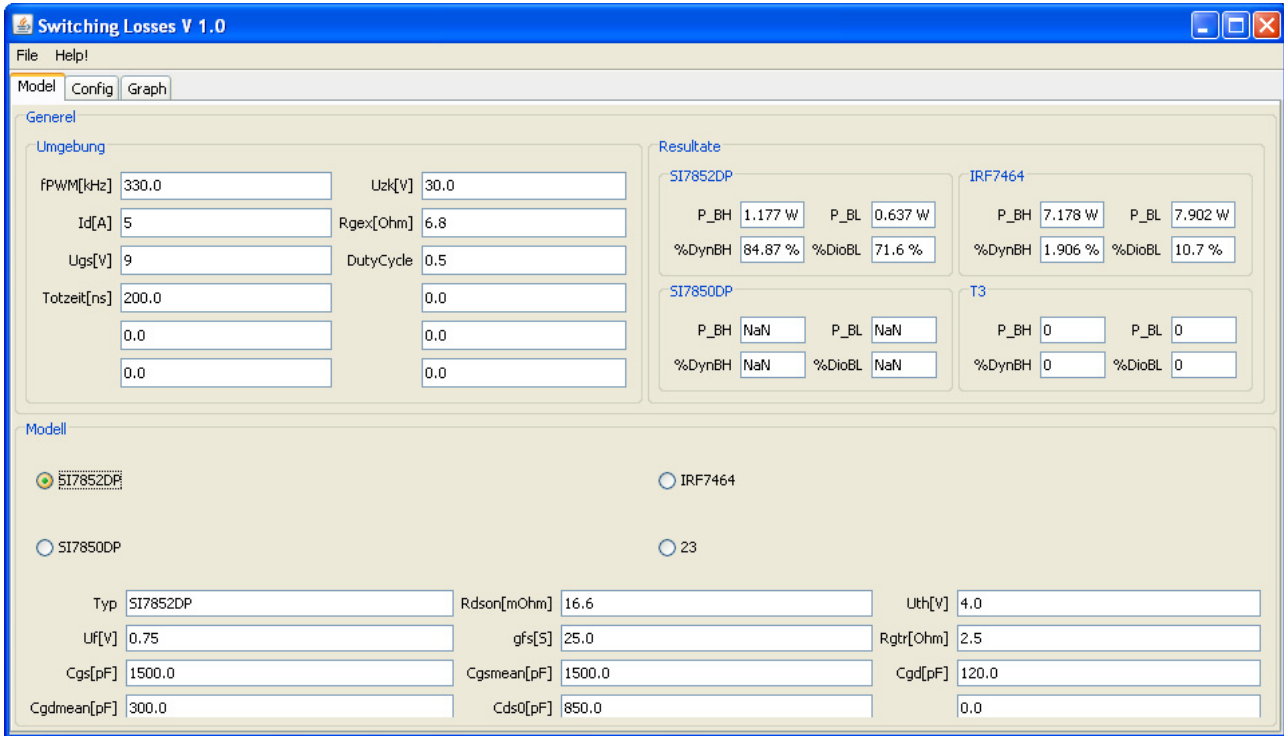 Switching Losses V 1.0
File Help!
Model Config Graph
Generel
Umgebung
fPWM[kHz] 330.0 Uzk[V] 30.0
Id[A] 5 Rgex[Ohm] 6.8
Ugs[V] 9 DutyCycle 0.5
Totzeit[ns] 200.0 0.0
0.0 0.0
0.0 0.0
Resultate
SI7852DP
P_BH 1.177 W P_BL 0.637 W
%DynBH 84.87 % %DioBL 71.6 %
IRF7464
P_BH 7.178 W P_BL 7.902 W
%DynBH 1.906 % %DioBL 10.7 %
SI7850DP
P_BH NaN P_BL NaN
%DynBH NaN %DioBL NaN
T3
P_BH 0 P_BL 0
%DynBH 0 %DioBL 0
Modell
SI7852DP IRF7464
SI7850DP 23
Typ SI7852DP Rdson[mOhm] 16.6 Uth[V] 4.0
Uf[V] 0.75 gfs[S] 25.0 Rgtr[Ohm] 2.5
Cgs[pF] 1500.0 Cgsmean[pF] 1500.0 Cgd[pF] 120.0
Cgdmean[pF] 300.0 Cds0[pF] 850.0 0.0